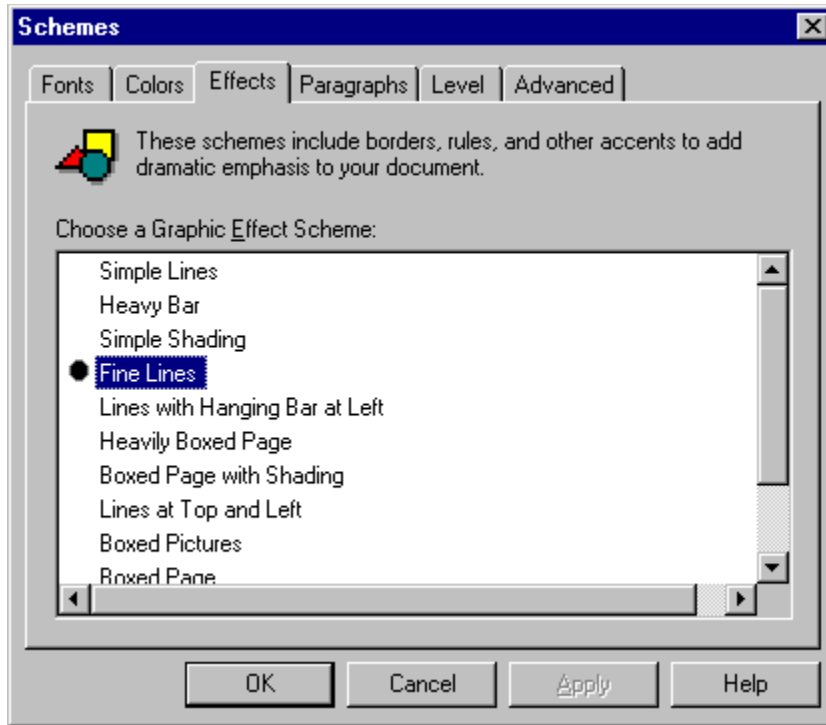 Schemes
Fonts Colors Effects Paragraphs Level Advanced
These schemes include borders, rules, and other accents to add
dramatic emphasis to your document.
Choose a Graphic Effect Scheme:
Simple Lines
Heavy Bar
Simple Shading
Fine Lines
Lines with Hanging Bar at Left
Heavily Boxed Page
Boxed Page with Shading
Lines at Top and Left
Boxed Pictures
Boxed Page
OK Cancel Apply Help